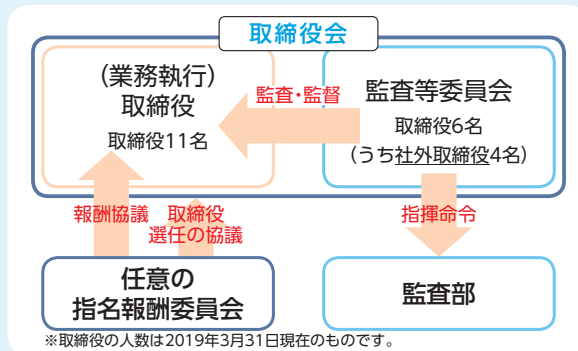 取締役会
(業務執行)
取締役
取締役11名
監査・監督
監査等委員会
取締役6名
(うち社外取締役4名)
報酬協議
取締役
選任の協議
指揮命令
任意の
指名報酬委員会
監査部
※取締役の人数は2019年3月31日現在のものです。